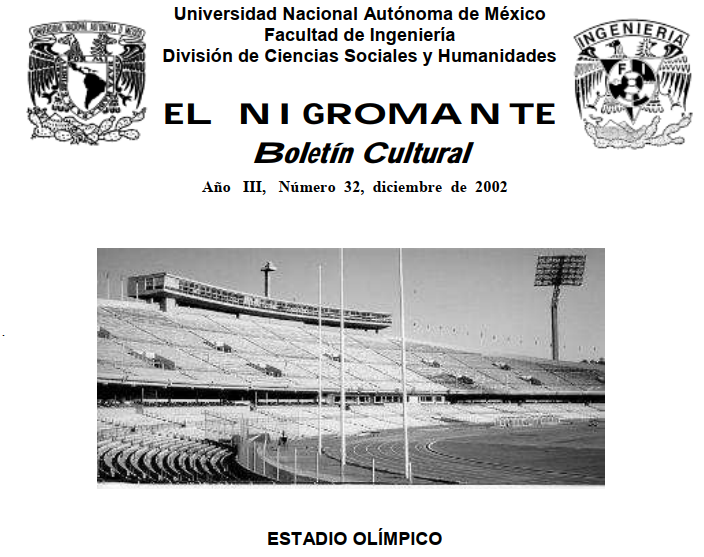 Universidad Nacional Autónoma de México
Facultad de Ingeniería
División de Ciencias Sociales y Humanidades
INGENIERIA
F I
EL NIGROMANTE
Boletín Cultural
Año III, Número 32, diciembre de 2002
ESTADIO OLÍMPICO